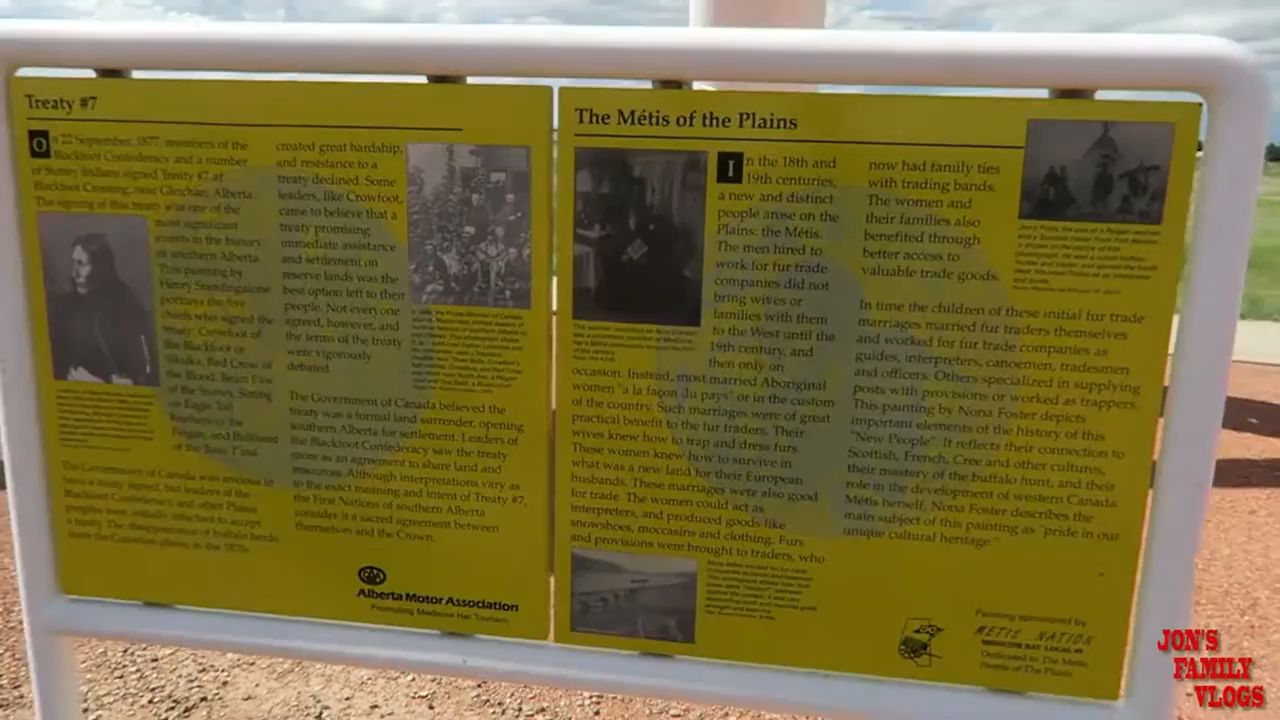 Treaty #7
On 22 September, 1877, members of the
Blackfoot Confederacy and a number
of Stoney Indians signed Treaty #7 at
Blackfoot Crossing, near Gleichen, Alberta.
The signing of this treaty was one of the
most significant
events in the history
of southern Alberta.
This painting by
Henry Standingalone
portrays the five
chiefs who signed the
treaty: Crowfoot of
the Blackfoot or
Siksika, Red Crow of
the Blood, Bears Paw
of the Stoney, Sitting
on Eagle Tail
Feathers of the
Peigan, and Bullhead
of the Tsuu T'ina.
The Government of Canada was anxious to
have a treaty signed, but leaders of the
Blackfoot Confederacy and other Plains
peoples were initially reluctant to accept
a treaty. The disappearance of buffalo herds
from the Canadian plains in the 1870s
created great hardship,
and resistance to a
treaty declined. Some
leaders, like Crowfoot,
came to believe that a
treaty promising
immediate assistance
and settlement on
reserve lands was the
best option left to their
people. Not everyone
agreed, however, and
the terms of the treaty
were vigorously
debated.
The Government of Canada believed the
treaty was a formal land surrender, opening
southern Alberta for settlement. Leaders of
the Blackfoot Confederacy saw the treaty
more as an agreement to share land and
resources. Although interpretations vary as
to the exact meaning and intent of Treaty #7,
the First Nations of southern Alberta
consider it a sacred agreement between
themselves and the Crown.
Alberta Motor Association
Promoting Medicine Hat Tourism
The Métis of the Plains
In the 18th and
19th centuries,
a new and distinct
people arose on the
Plains: the Métis.
The men hired to
work for fur trade
companies did not
bring wives or
families with them
to the West until the
19th century, and
then only on
occasion. Instead, most married Aboriginal
women "a la façon du pays" or in the custom
of the country. Such marriages were of great
practical benefit to the fur traders. Their
wives knew how to trap and dress furs.
These women knew how to survive in
what was a new land for their European
husbands. These marriages were also good
for trade. The women could act as
interpreters, and produced goods like
snowshoes, moccasins and clothing. Furs
and provisions were brought to traders, who
now had family ties
with trading bands.
The women and
their families also
benefited through
better access to
valuable trade goods.
In time the children of these initial fur trade
marriages married fur traders themselves
and worked for fur trade companies as
guides, interpreters, canoemen, tradesmen
and officers. Others specialized in supplying
posts with provisions or worked as trappers.
This painting by Nona Foster depicts
important elements of the history of this
"New People". It reflects their connection to
Scottish, French, Cree and other cultures,
their mastery of the buffalo hunt, and their
role in the development of western Canada.
Métis herself, Nona Foster describes the
main subject of this painting as "pride in our
unique cultural heritage."
Painting sponsored by
METIS NATION
MEDICINE HAT LOCAL #8
Dedicated to The Metis
People of The Plains
JON'S
FAMILY
VLOGS